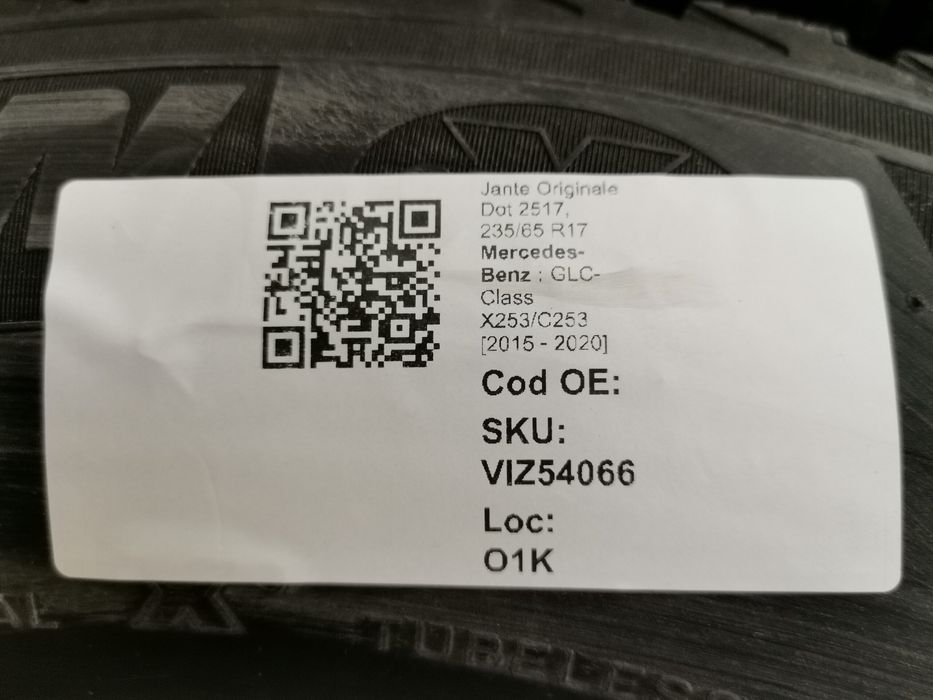 Jante Originale
Dot 2517,
235/65 R17
Mercedes-
Benz : GLC-
Class
X253/C253
[2015 - 2020]
Cod OE:
SKU:
VIZ54066
Loc:
O1K
TUBELESS